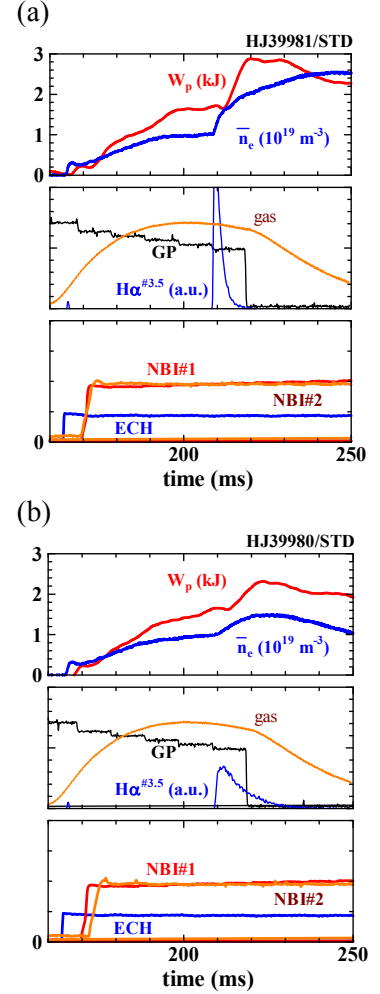 (a)
HJ39981/STD
3
W_p (kJ)
2
n̅_e (10^19 m^-3)
1
0
gas
GP
Hα^#3.5 (a.u.)
NBI#1
NBI#2
ECH
0
200
250
time (ms)
(b)
HJ39980/STD
3
W_p (kJ)
2
n̅_e (10^19 m^-3)
1
0
gas
GP
Hα^#3.5 (a.u.)
NBI#1
NBI#2
ECH
0
200
250
time (ms)